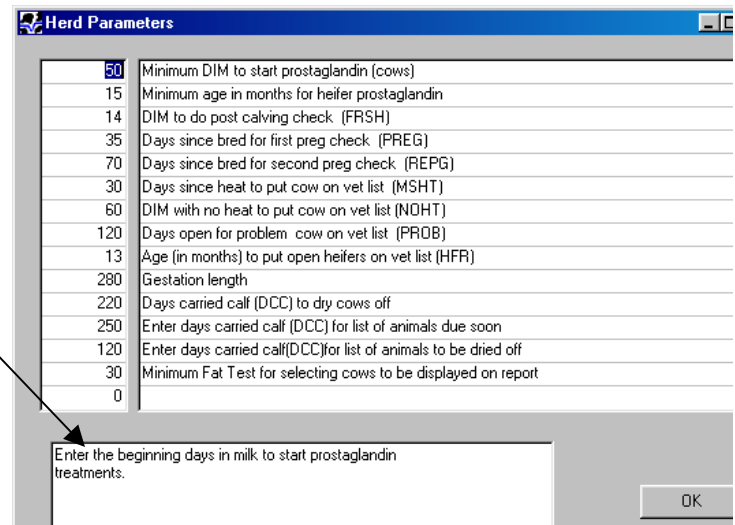 Herd Parameters
50 Minimum DIM to start prostaglandin (cows)
15 Minimum age in months for heifer prostaglandin
14 DIM to do post calving check (FRSH)
35 Days since bred for first preg check (PREG)
70 Days since bred for second preg check (REPG)
30 Days since heat to put cow on vet list (MSHT)
60 DIM with no heat to put cow on vet list (NOHT)
120 Days open for problem cow on vet list (PROB)
13 Age (in months) to put open heifers on vet list (HFR)
280 Gestation length
220 Days carried calf (DCC) to dry cows off
250 Enter days carried calf (DCC) for list of animals due soon
120 Enter days carried calf(DCC)for list of animals to be dried off
30 Minimum Fat Test for selecting cows to be displayed on report
0
Enter the beginning days in milk to start prostaglandin
treatments.
OK